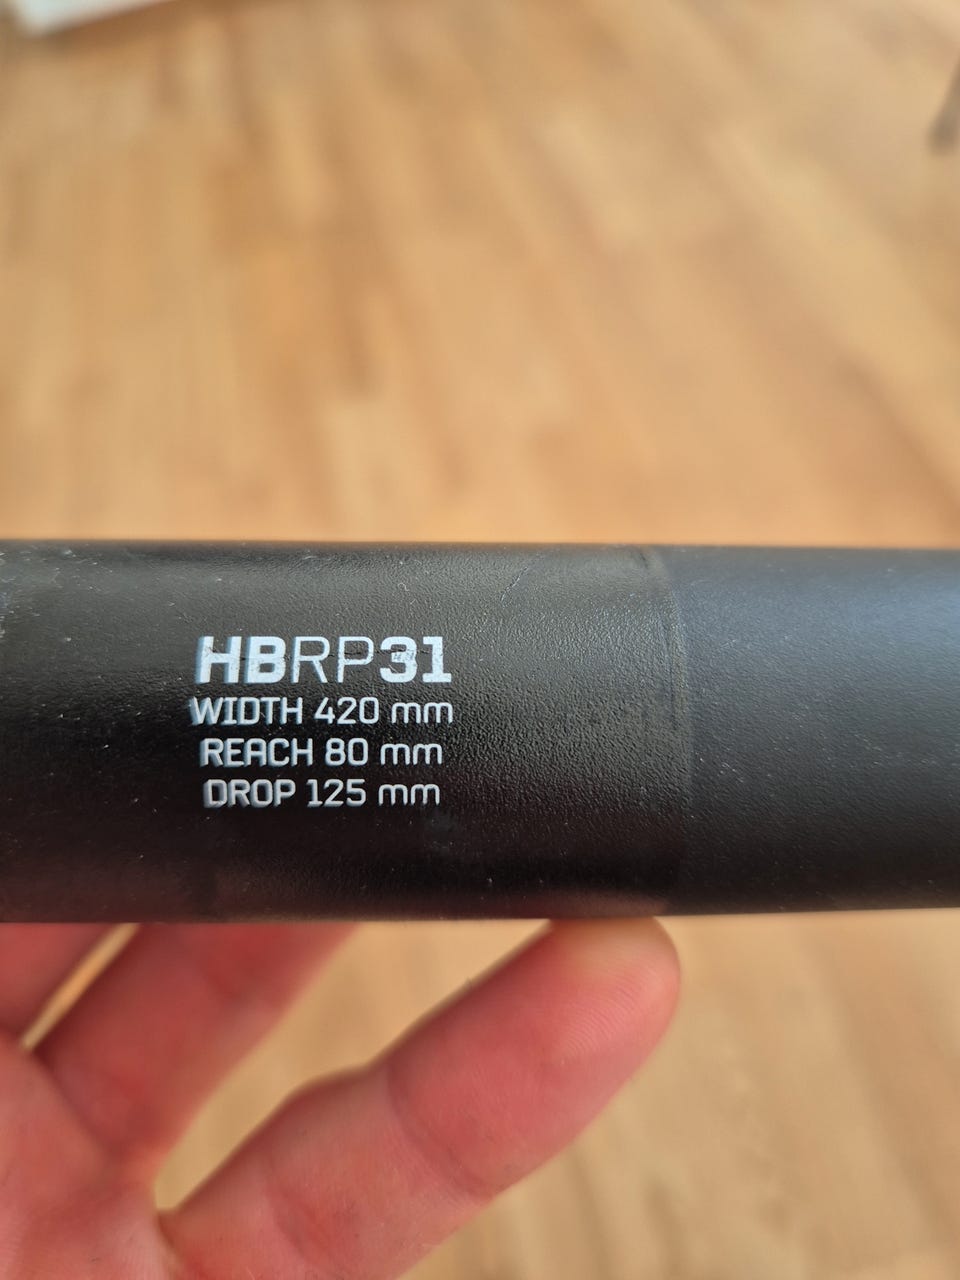 HBRP31
WIDTH 420 mm
REACH 80 mm
DROP 125 mm